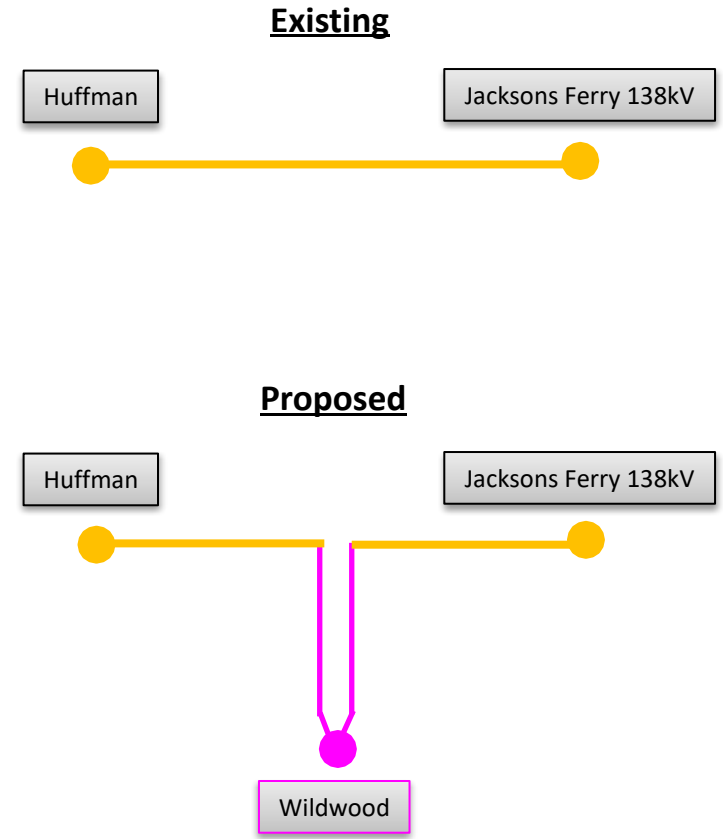 Existing
Huffman
Jacksons Ferry 138kV
Proposed
Huffman
Jacksons Ferry 138kV
Wildwood